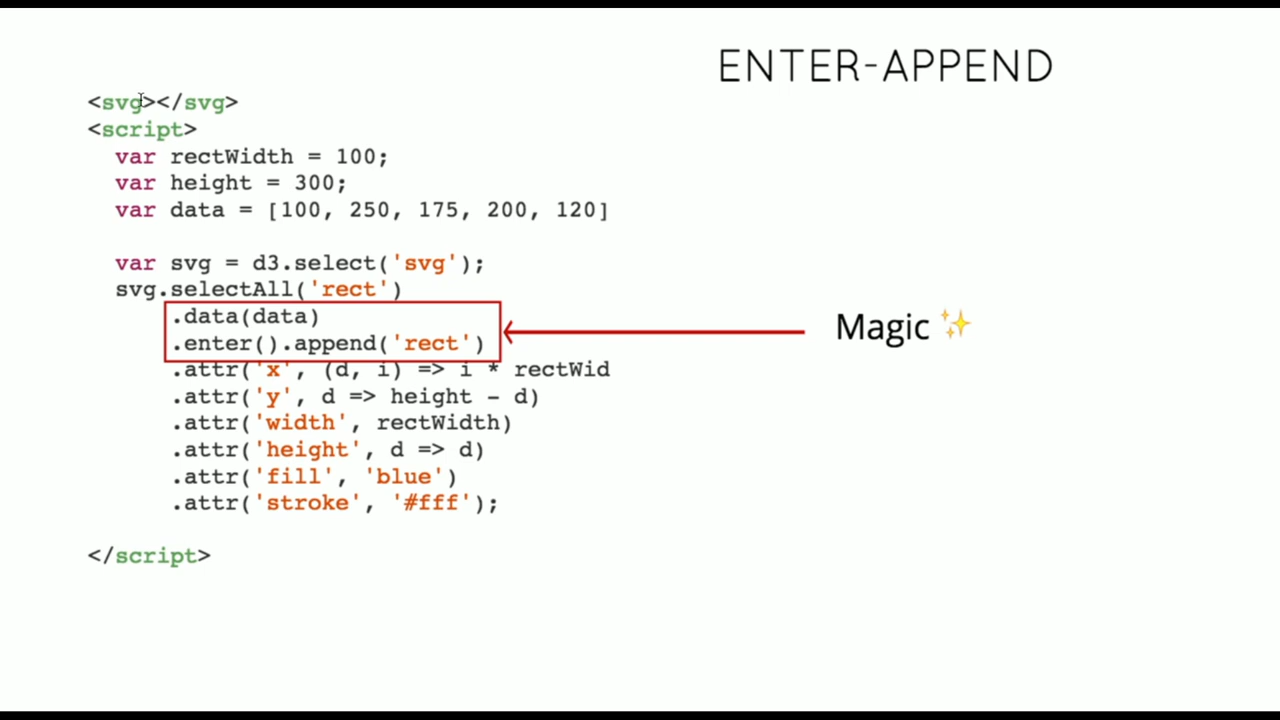 ENTER-APPEND
<svg></svg>
<script>
var rectWidth = 100;
var height = 300;
var data = [100, 250, 175, 200, 120]
var svg = d3.select('svg');
svg.selectAll('rect')
.data(data)
.enter().append('rect')
Magic ✨
.attr('x', (d, i) => i * rectWid
.attr('y', d => height - d)
.attr('width', rectWidth)
.attr('height', d => d)
.attr('fill', 'blue')
.attr('stroke', '#fff');
</script>